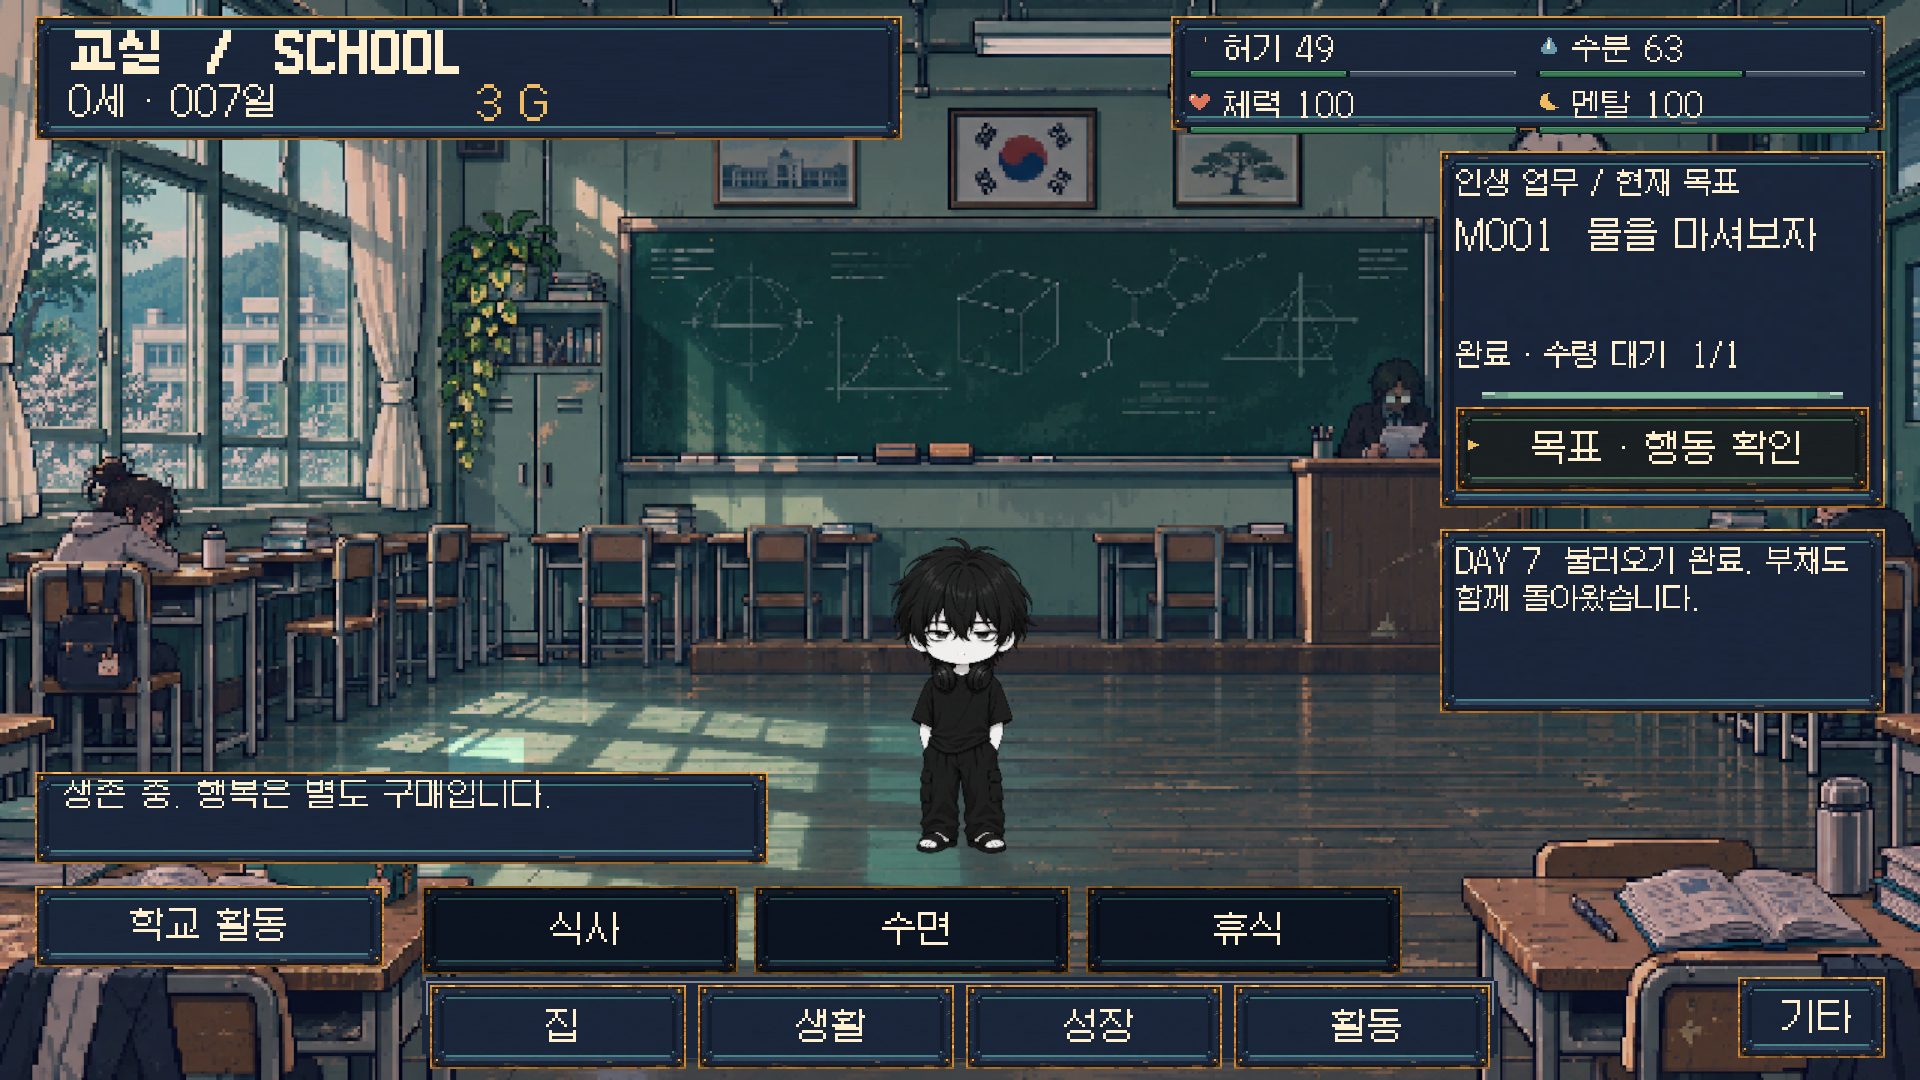 교실 / SCHOOL
0세 · 007일 3 G
허기 49 수분 63
체력 100 멘탈 100
인생 업무 / 현재 목표
M001 물을 마셔보자
완료 · 수령 대기 1/1
목표 · 행동 확인
DAY 7 불러오기 완료. 부채도
함께 돌아왔습니다.
생존 중. 행복은 별도 구매입니다.
학교 활동 식사 수면 휴식
집 생활 성장 활동 기타